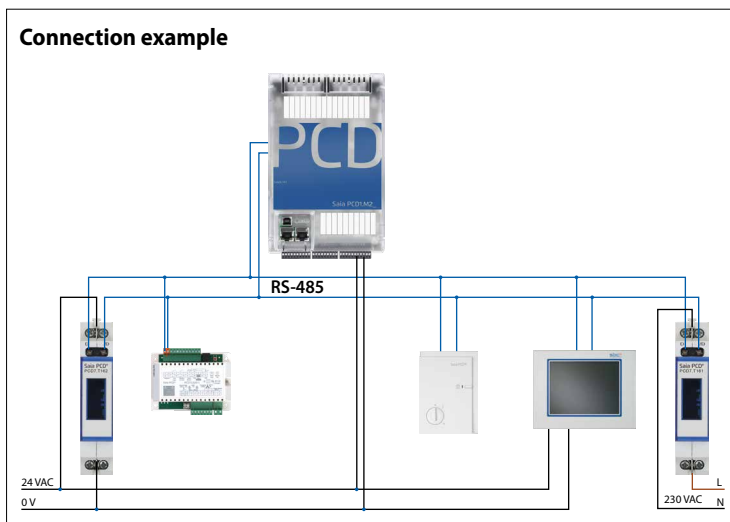 Connection example
PCD
Saia PCD1.M2_
RS-485
Saia PCD®
PCD7.T162
Saia PCD®
PCD7.T161
24 VAC
0 V
L
230 VAC N